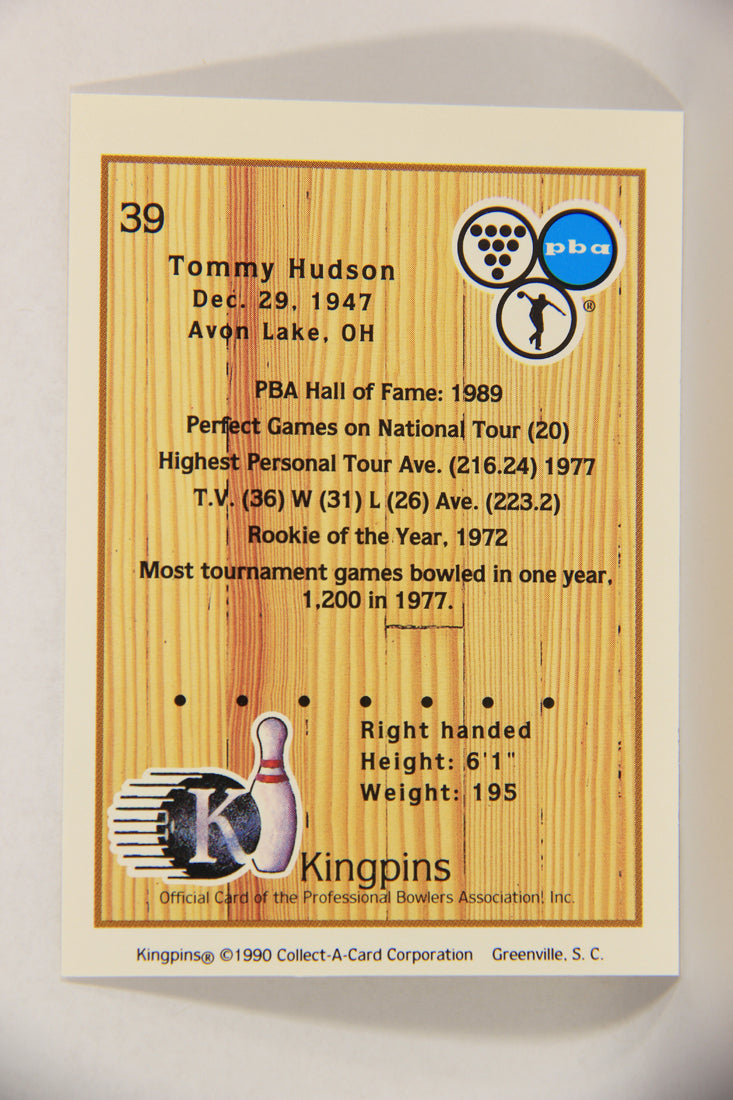 39
pba
®
Tommy Hudson
Dec. 29, 1947
Avon Lake, OH
PBA Hall of Fame: 1989
Perfect Games on National Tour (20)
Highest Personal Tour Ave. (216.24) 1977
T.V. (36) W (31) L (26) Ave. (223.2)
Rookie of the Year, 1972
Most tournament games bowled in one year,
1,200 in 1977.
Right handed
Height: 6'1"
Weight: 195
K
Kingpins
Official Card of the Professional Bowlers Association, Inc.
Kingpins® ©1990 Collect-A-Card Corporation Greenville, S. C.